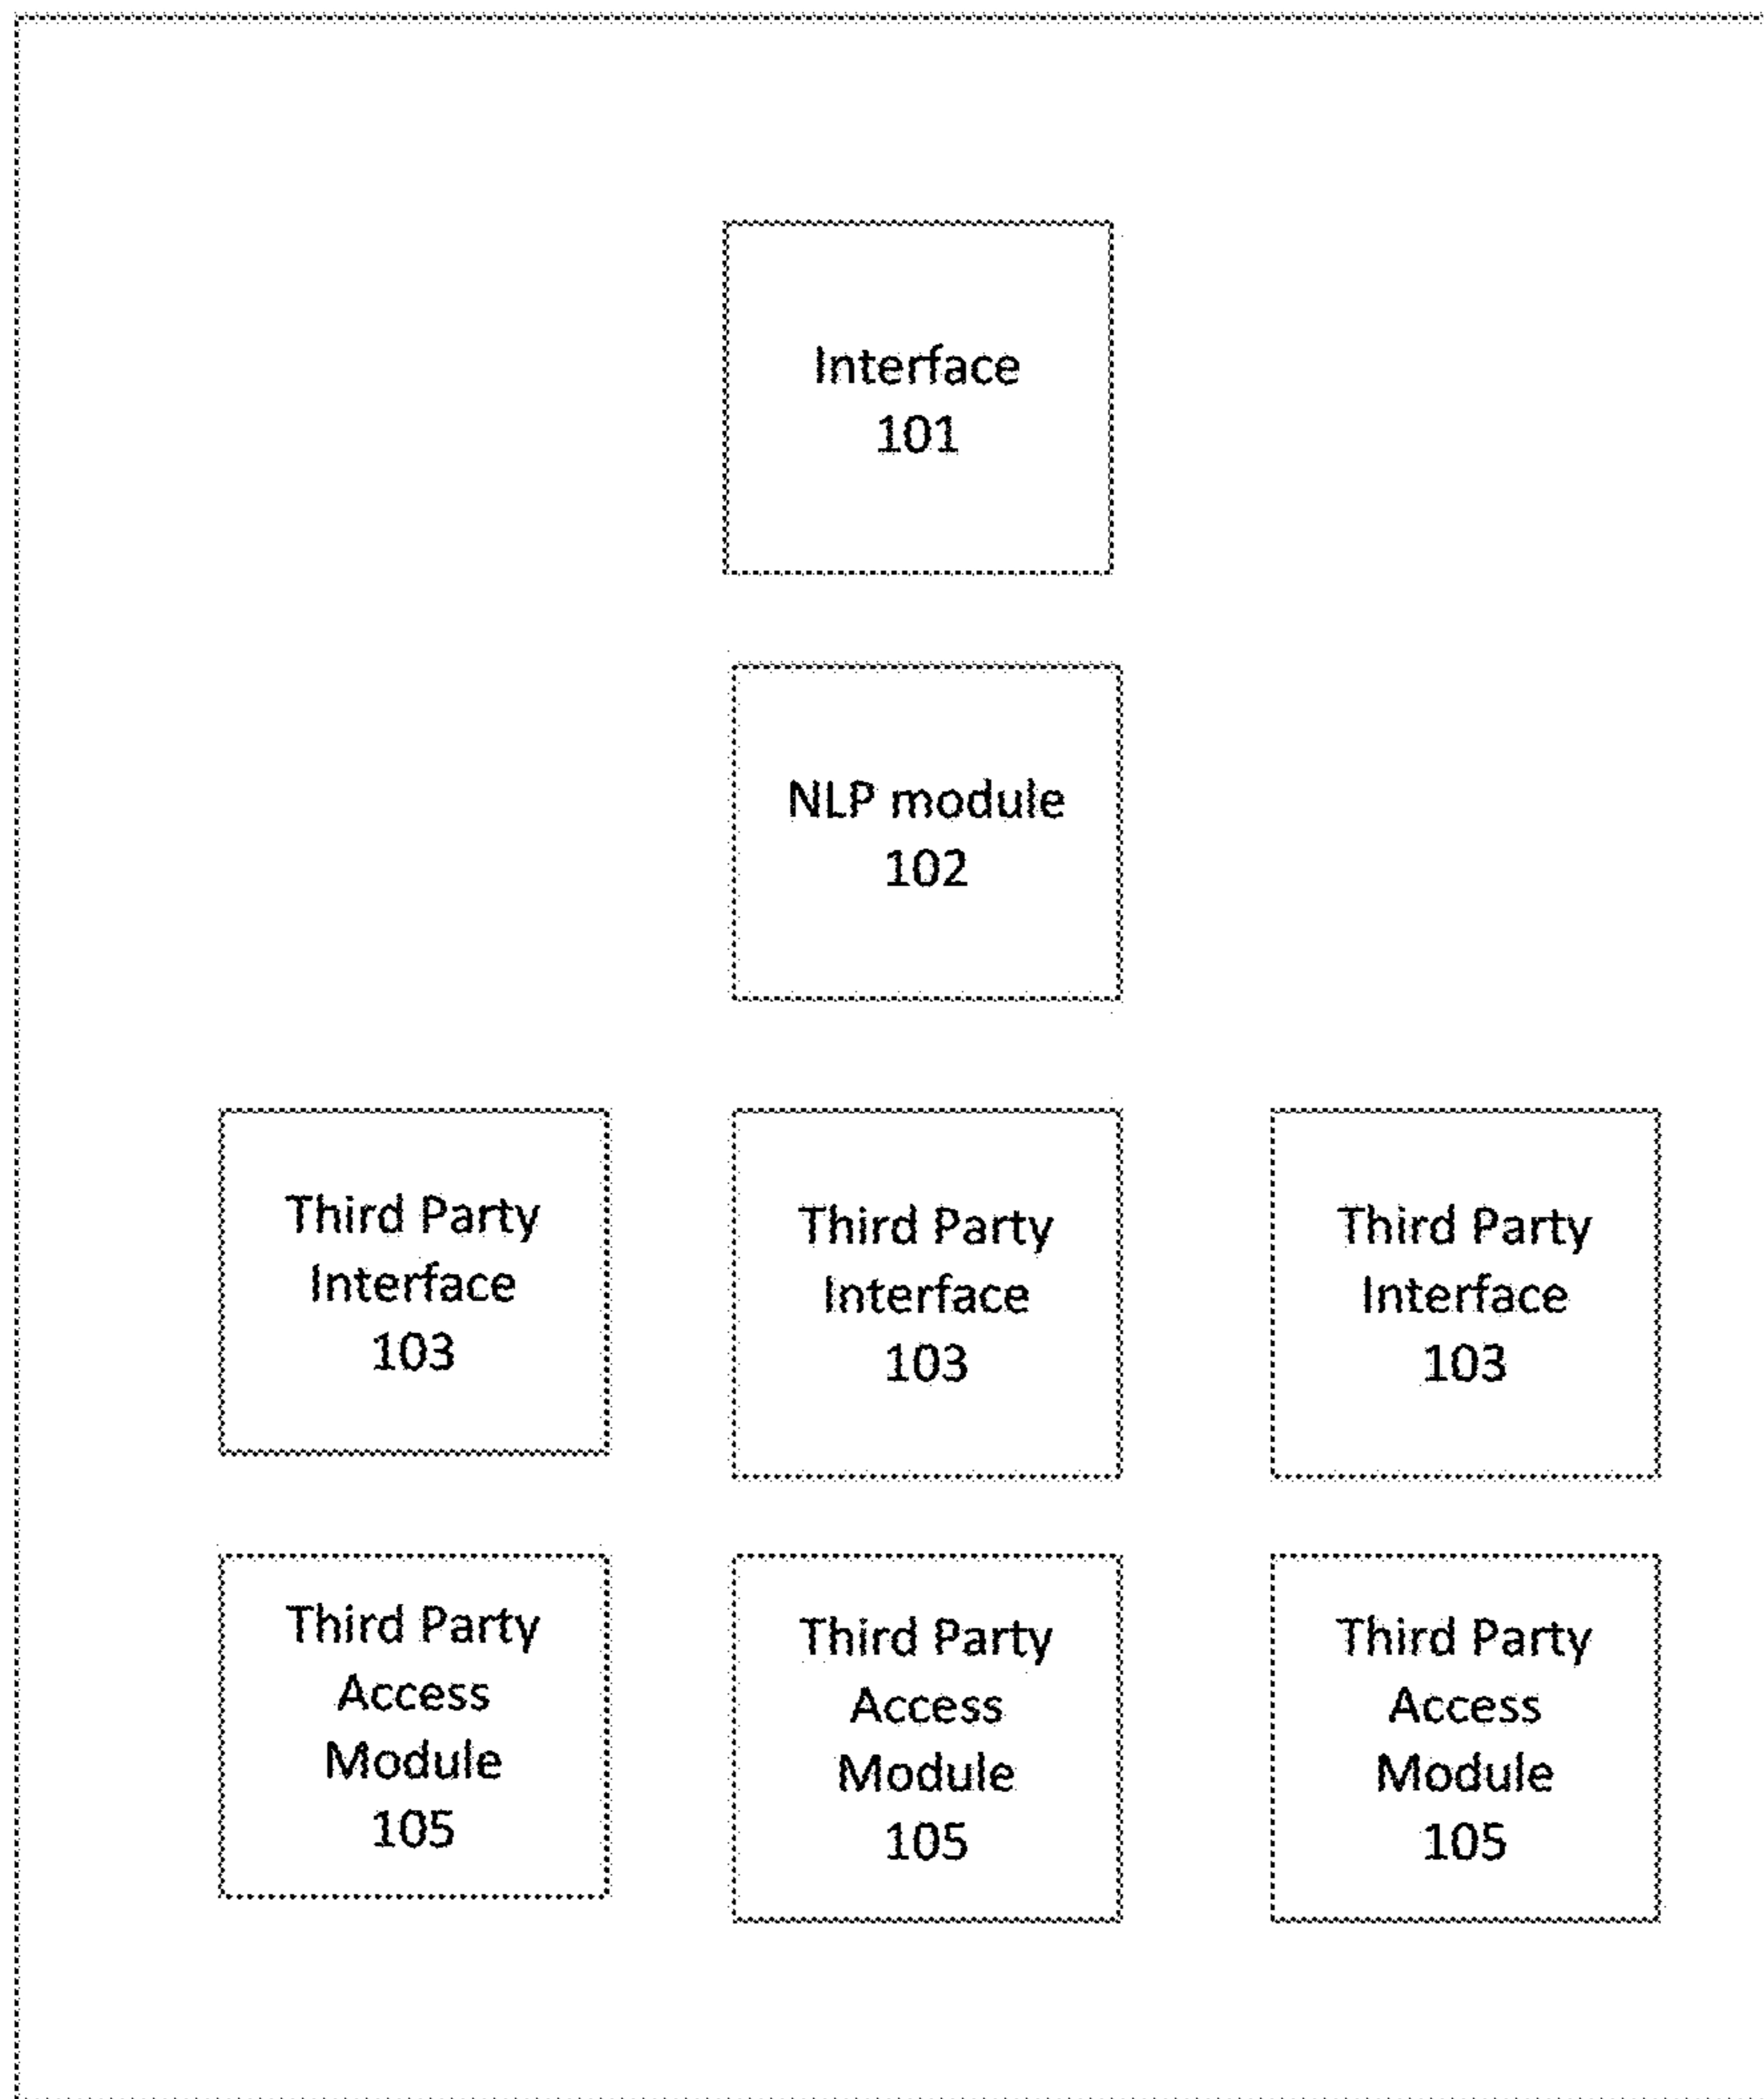 Interface
101
NLP module
102
Third Party
Interface
103
Third Party
Interface
103
Third Party
Interface
103
Third Party
Access
Module
105
Third Party
Access
Module
105
Third Party
Access
Module
105